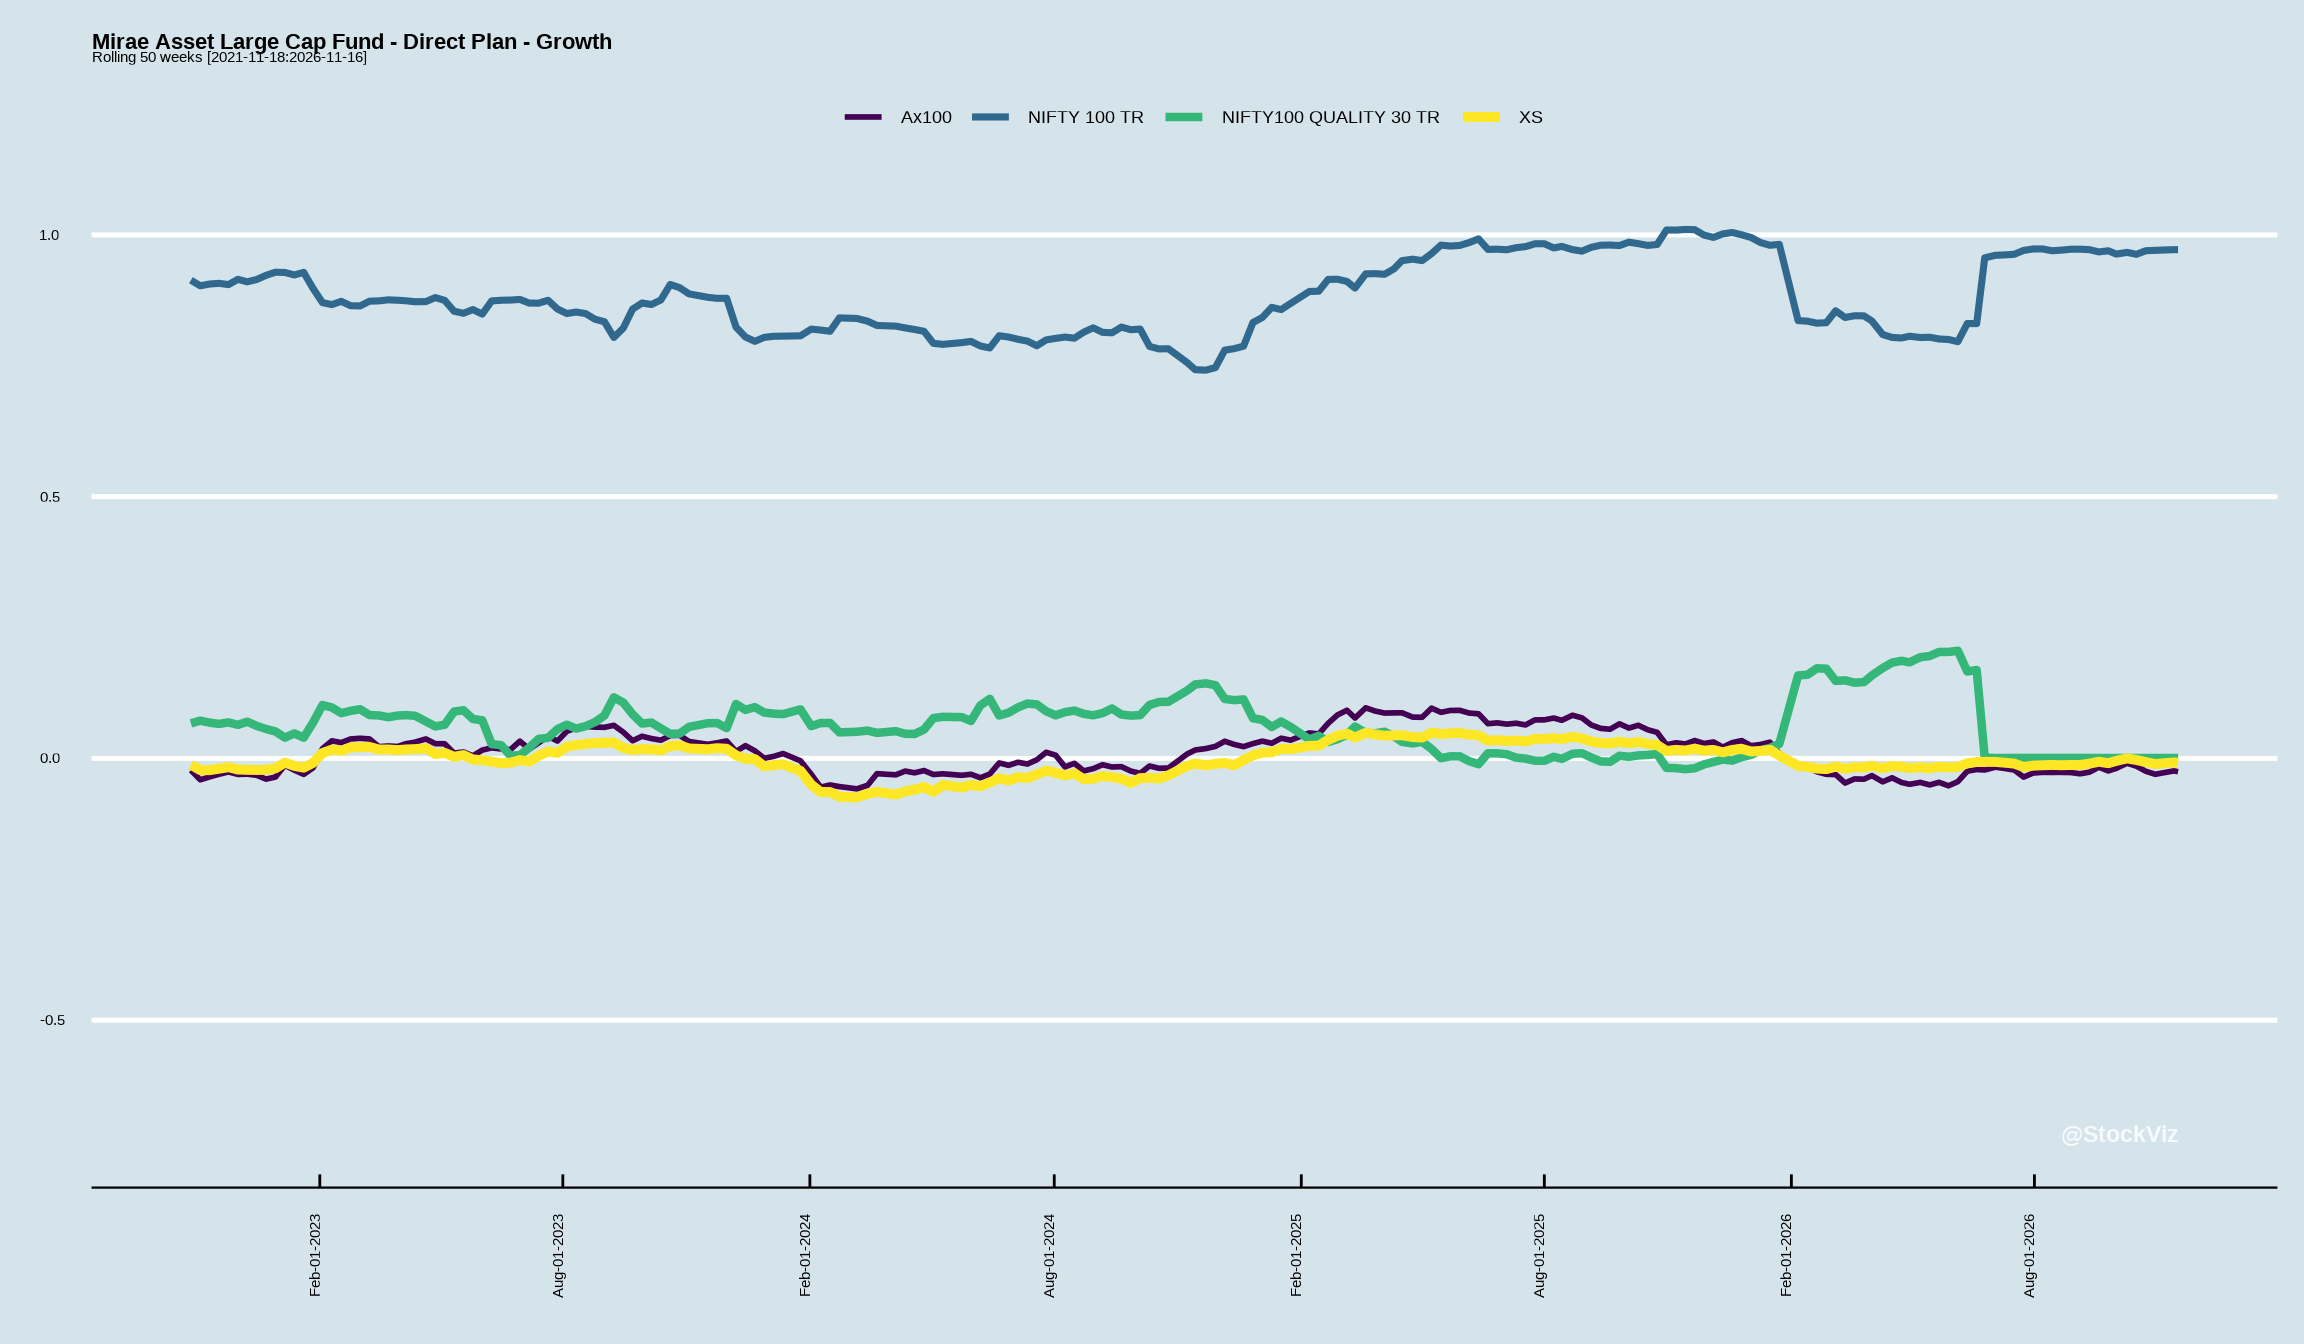 Mirae Asset Large Cap Fund - Direct Plan - Growth
Rolling 50 weeks [2021-11-18:2026-11-16]
Ax100 NIFTY 100 TR NIFTY100 QUALITY 30 TR XS
1.0
0.5
0.0
-0.5
@StockViz
Feb-01-2023 Aug-01-2023 Feb-01-2024 Aug-01-2024 Feb-01-2025 Aug-01-2025 Feb-01-2026 Aug-01-2026